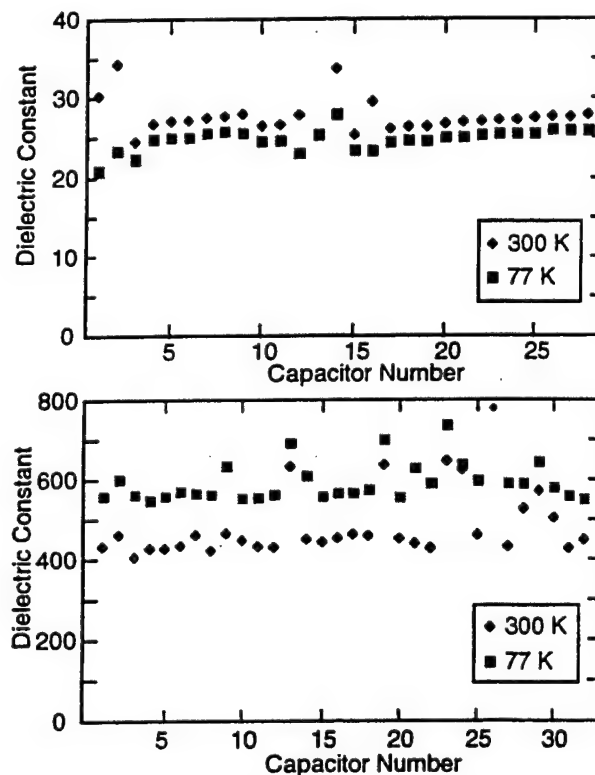 40
30
20
10
0
Dielectric Constant
◆ 300 K
■ 77 K
5 10 15 20 25
Capacitor Number
800
600
400
200
0
Dielectric Constant
◆ 300 K
■ 77 K
5 10 15 20 25 30
Capacitor Number